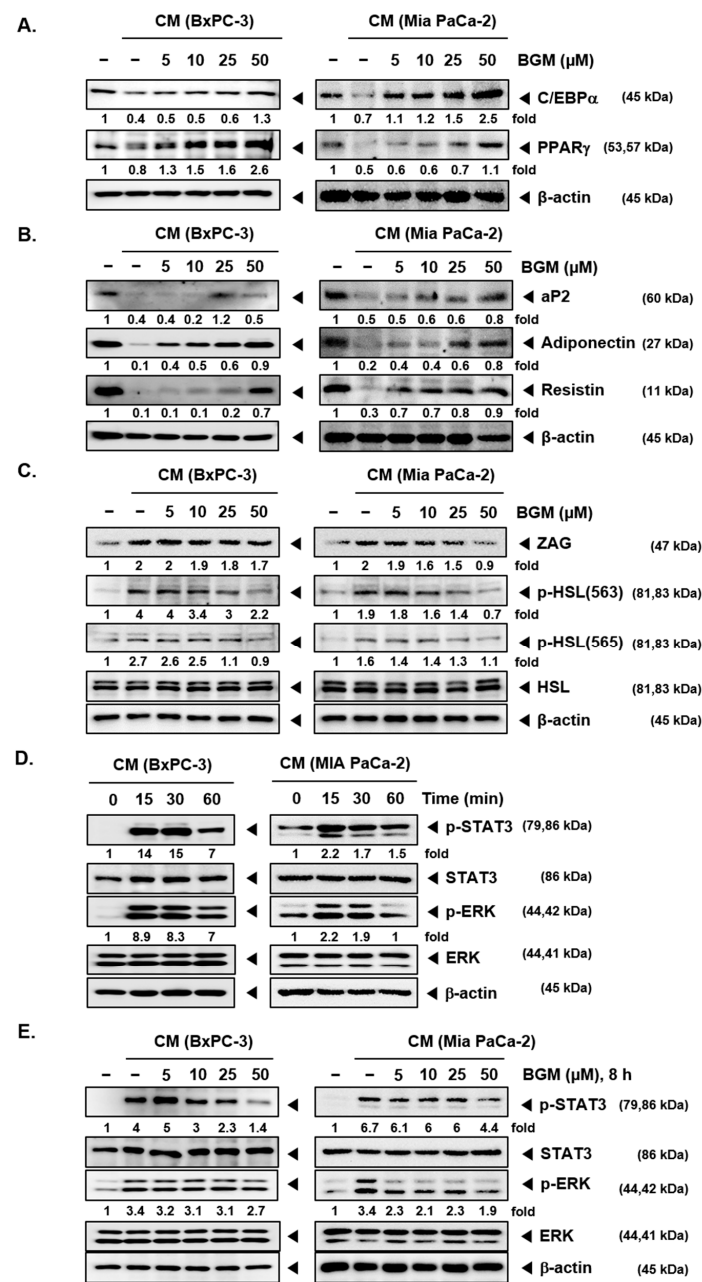 A.
CM (BxPC-3) CM (Mia PaCa-2)
– – 5 10 25 50 – – 5 10 25 50 BGM (µM)
C/EBPα (45 kDa)
1 0.4 0.5 0.5 0.6 1.3 1 0.7 1.1 1.2 1.5 2.5 fold
PPARγ (53,57 kDa)
1 0.8 1.3 1.5 1.6 2.6 1 0.5 0.6 0.6 0.7 1.1 fold
β-actin (45 kDa)
B.
CM (BxPC-3) CM (Mia PaCa-2)
– – 5 10 25 50 – – 5 10 25 50 BGM (µM)
aP2 (60 kDa)
1 0.4 0.4 0.2 1.2 0.5 1 0.5 0.5 0.6 0.6 0.8 fold
Adiponectin (27 kDa)
1 0.1 0.4 0.5 0.6 0.9 1 0.2 0.4 0.4 0.6 0.8 fold
Resistin (11 kDa)
1 0.1 0.1 0.1 0.2 0.7 1 0.3 0.7 0.7 0.8 0.9 fold
β-actin (45 kDa)
C.
CM (BxPC-3) CM (Mia PaCa-2)
– – 5 10 25 50 – – 5 10 25 50 BGM (µM)
ZAG (47 kDa)
1 2 2 1.9 1.8 1.7 1 2 1.9 1.6 1.5 0.9 fold
p-HSL(563) (81,83 kDa)
1 4 4 3.4 3 2.2 1 1.9 1.8 1.6 1.4 0.7 fold
p-HSL(565) (81,83 kDa)
1 2.7 2.6 2.5 1.1 0.9 1 1.6 1.4 1.4 1.3 1.1 fold
HSL (81,83 kDa)
β-actin (45 kDa)
D.
CM (BxPC-3) CM (MIA PaCa-2)
0 15 30 60 0 15 30 60 Time (min)
p-STAT3 (79,86 kDa)
1 14 15 7 1 2.2 1.7 1.5 fold
STAT3 (86 kDa)
p-ERK (44,42 kDa)
1 8.9 8.3 7 1 2.2 1.9 1 fold
ERK (44,41 kDa)
β-actin (45 kDa)
E.
CM (BxPC-3) CM (Mia PaCa-2)
– – 5 10 25 50 – – 5 10 25 50 BGM (µM), 8 h
p-STAT3 (79,86 kDa)
1 4 5 3 2.3 1.4 1 6.7 6.1 6 6 4.4 fold
STAT3 (86 kDa)
p-ERK (44,42 kDa)
1 3.4 3.2 3.1 3.1 2.7 1 3.4 2.3 2.1 2.3 1.9 fold
ERK (44,41 kDa)
β-actin (45 kDa)